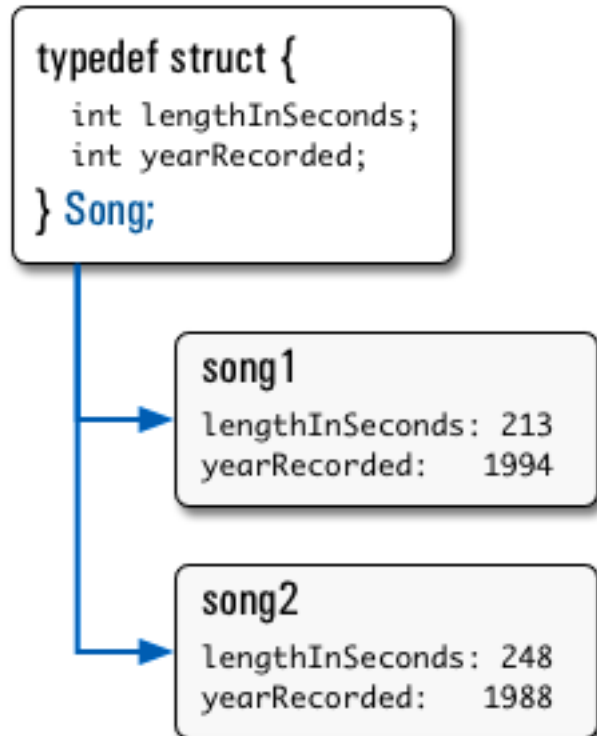 typedef struct {
int lengthInSeconds;
int yearRecorded;
} Song;
song1
lengthInSeconds: 213
yearRecorded: 1994
song2
lengthInSeconds: 248
yearRecorded: 1988